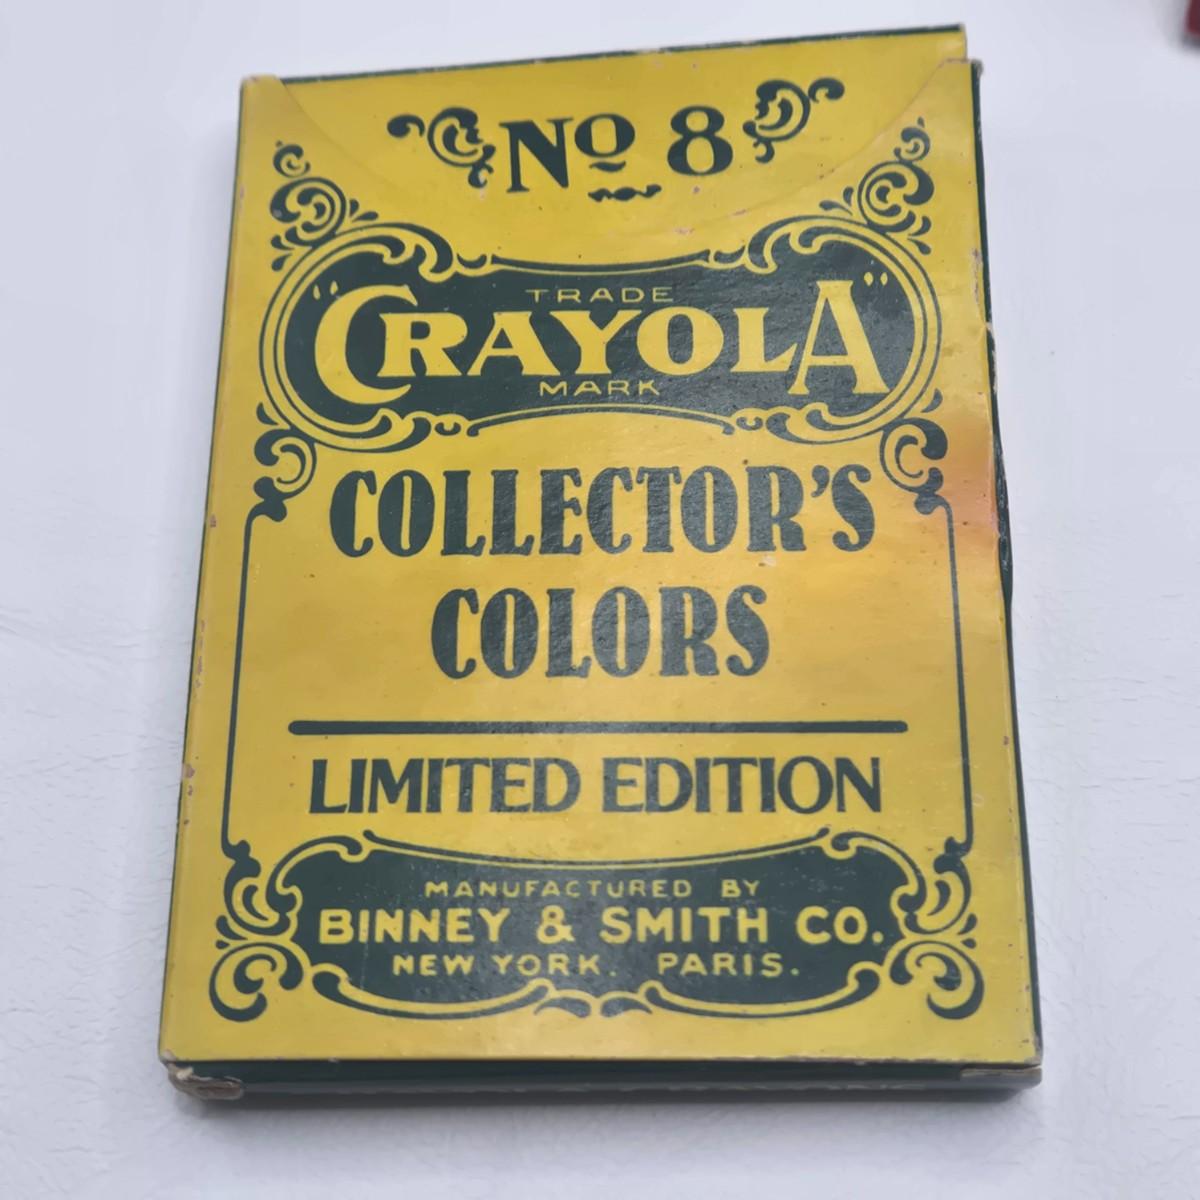 No 8
TRADE
"CRAYOLA"
MARK
COLLECTOR'S
COLORS
LIMITED EDITION
MANUFACTURED BY
BINNEY & SMITH CO.
NEW YORK. PARIS.